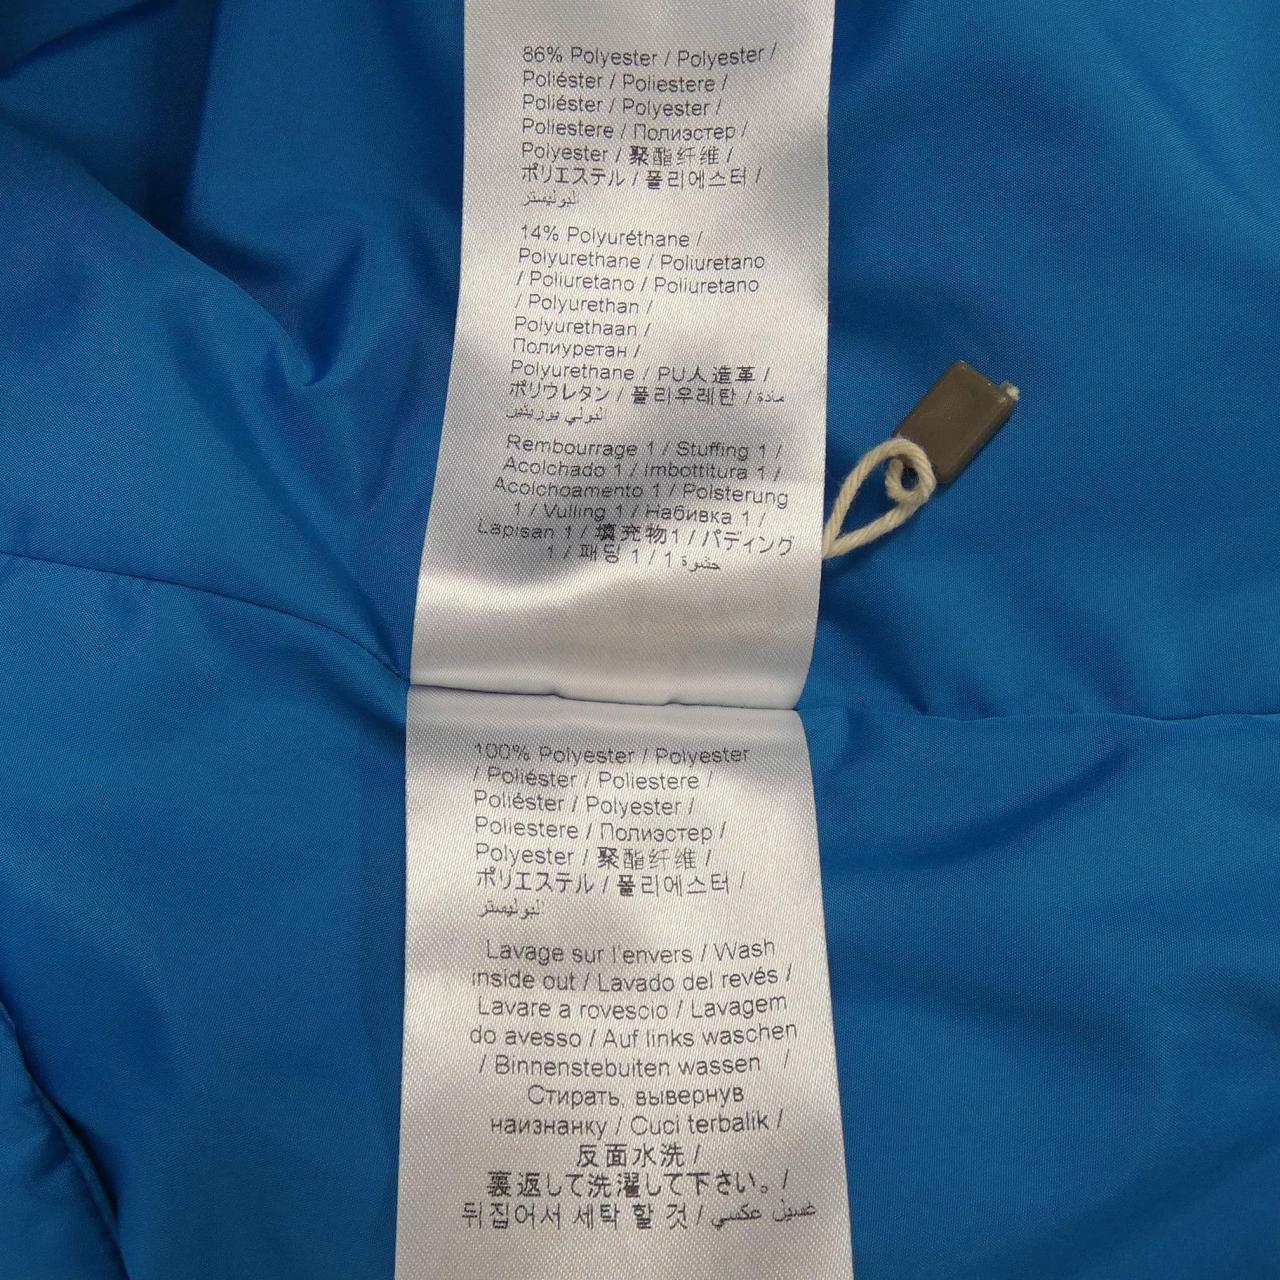 86% Polyester / Polyester /
Poliéster / Poliestere /
Poliéster / Polyester /
Poliestere / Полиэстер /
Polyester / 聚酯纤维 /
ポリエステル / 폴리에스터 /
البوليستر
14% Polyuréthane /
Polyurethane / Poliuretano
/ Poliuretano / Poliuretano
/ Polyurethan /
Polyurethaan /
Полиуретан /
Polyurethane / PU人造革 /
ポリウレタン / 폴리우레탄 / مادة
البولي يوريثين
Rembourrage 1 / Stuffing 1 /
Acolchado 1 / Imbottitura 1 /
Acolchoamento 1 / Polsterung
1 / Vulling 1 / Набивка 1 /
Lapisan 1 / 填充物1 / パディング
1 / 패딩 1 / 1 حشوة
100% Polyester / Polyester
/ Poliéster / Poliestere /
Poliéster / Polyester /
Poliestere / Полиэстер /
Polyester / 聚酯纤维 /
ポリエステル / 폴리에스터 /
البوليستر
Lavage sur l'envers / Wash
inside out / Lavado del revés /
Lavare a rovescio / Lavagem
do avesso / Auf links waschen
/ Binnenstebuiten wassen /
Стирать, вывернув
наизнанку / Cuci terbalik /
反面水洗 /
裏返して洗濯して下さい。 /
뒤집어서 세탁 할 것 / غسيل عكسي